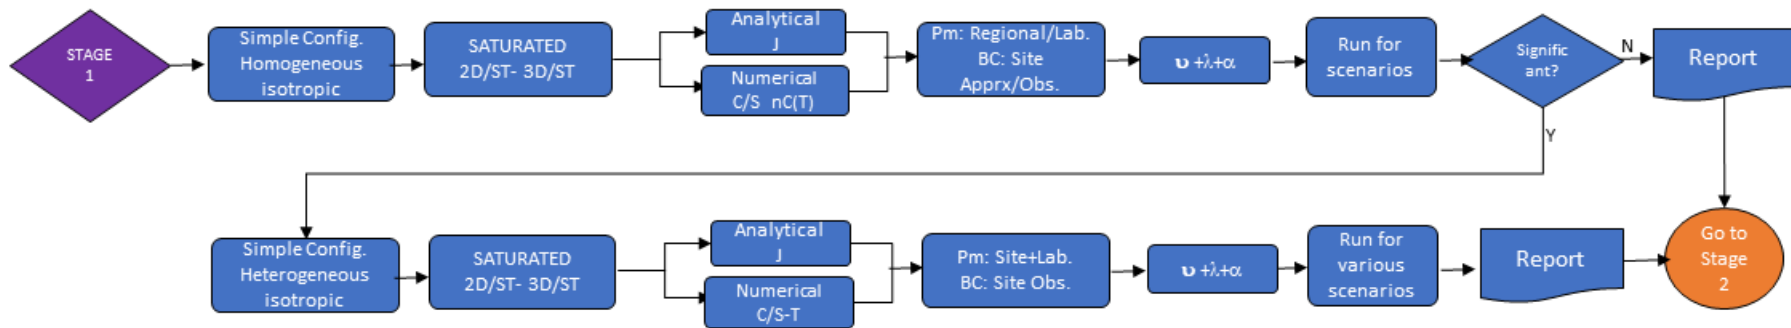 STAGE
1
Simple Config.
Homogeneous
isotropic
SATURATED
2D/ST- 3D/ST
Analytical
J
Numerical
C/S nC(T)
Pm: Regional/Lab.
BC: Site
Apprx/Obs.
υ +λ+α
Run for
scenarios
Signific
ant?
N
Report
Y
Simple Config.
Heterogeneous
isotropic
SATURATED
2D/ST- 3D/ST
Analytical
J
Numerical
C/S-T
Pm: Site+Lab.
BC: Site Obs.
υ +λ+α
Run for
various
scenarios
Report
Go to
Stage
2